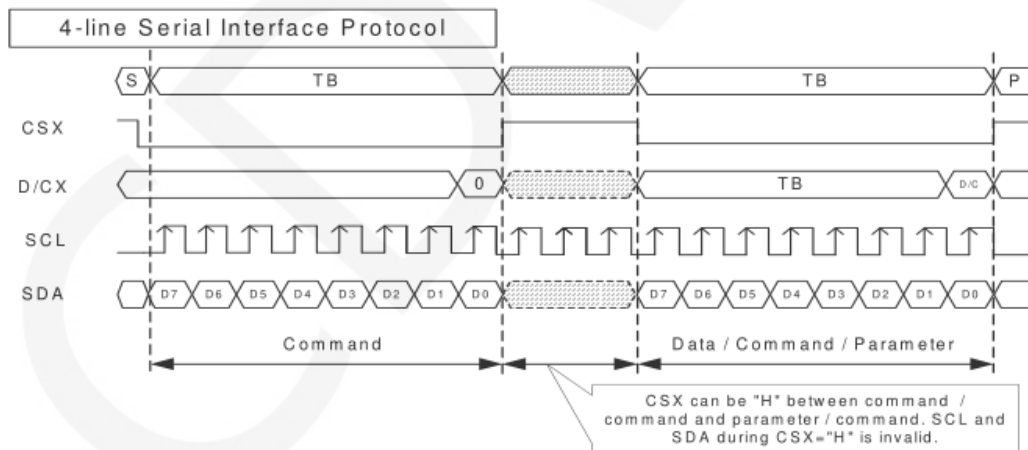 4-line Serial Interface Protocol
S TB TB P
CSX
D/CX 0 TB D/C
SCL
SDA D7 D6 D5 D4 D3 D2 D1 D0 D7 D6 D5 D4 D3 D2 D1 D0
Command Data / Command / Parameter
CSX can be "H" between command /
command and parameter / command. SCL and
SDA during CSX="H" is invalid.